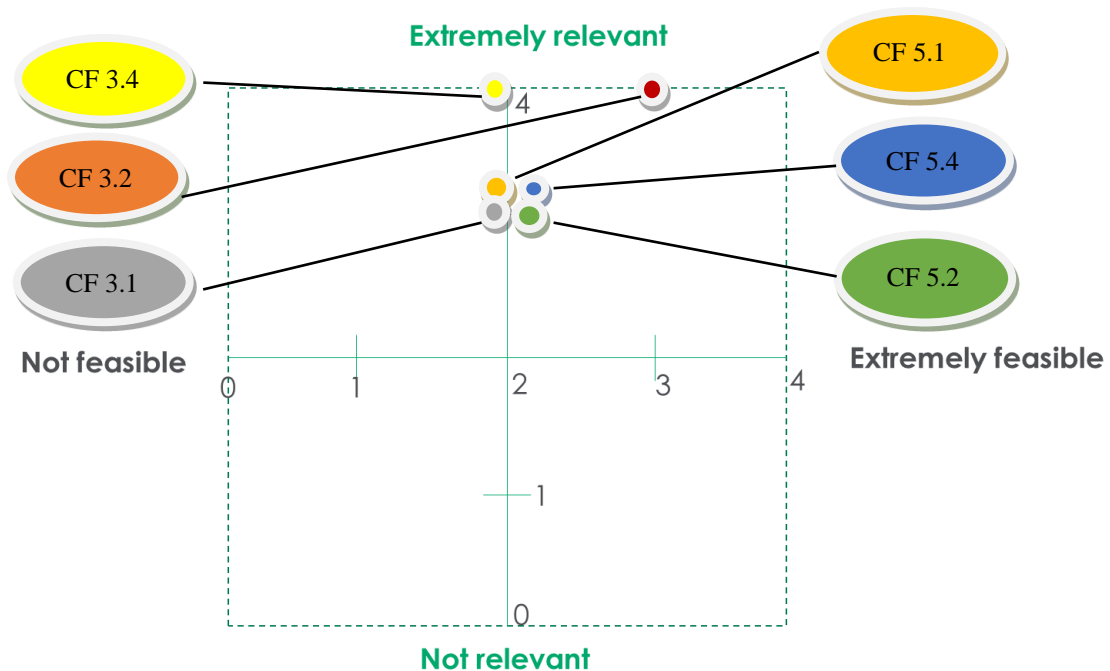 Extremely relevant
CF 3.4
CF 5.1
4
CF 3.2
CF 5.4
CF 3.1
CF 5.2
Not feasible
Extremely feasible
0
1
2
3
4
1
0
Not relevant